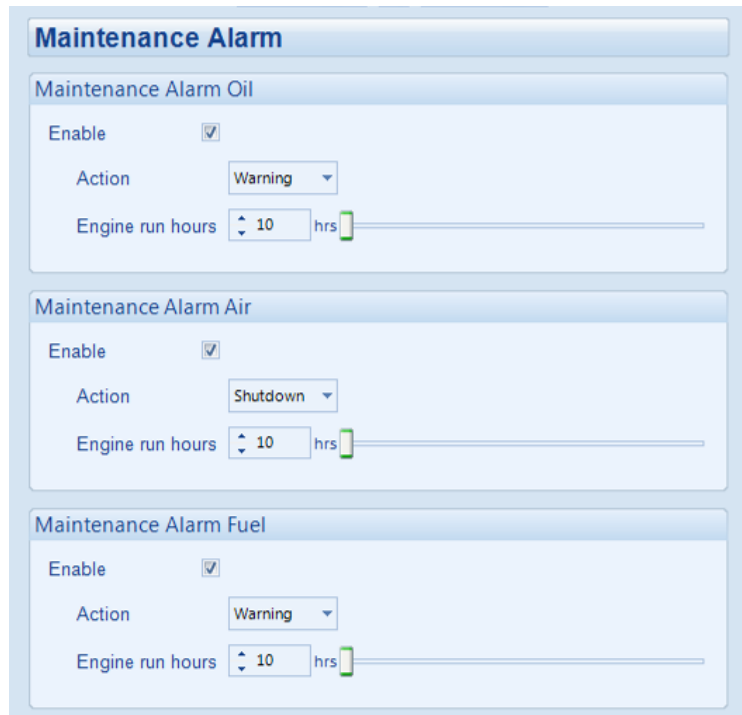 Maintenance Alarm
Maintenance Alarm Oil
Enable
Action Warning
Engine run hours 10 hrs
Maintenance Alarm Air
Enable
Action Shutdown
Engine run hours 10 hrs
Maintenance Alarm Fuel
Enable
Action Warning
Engine run hours 10 hrs